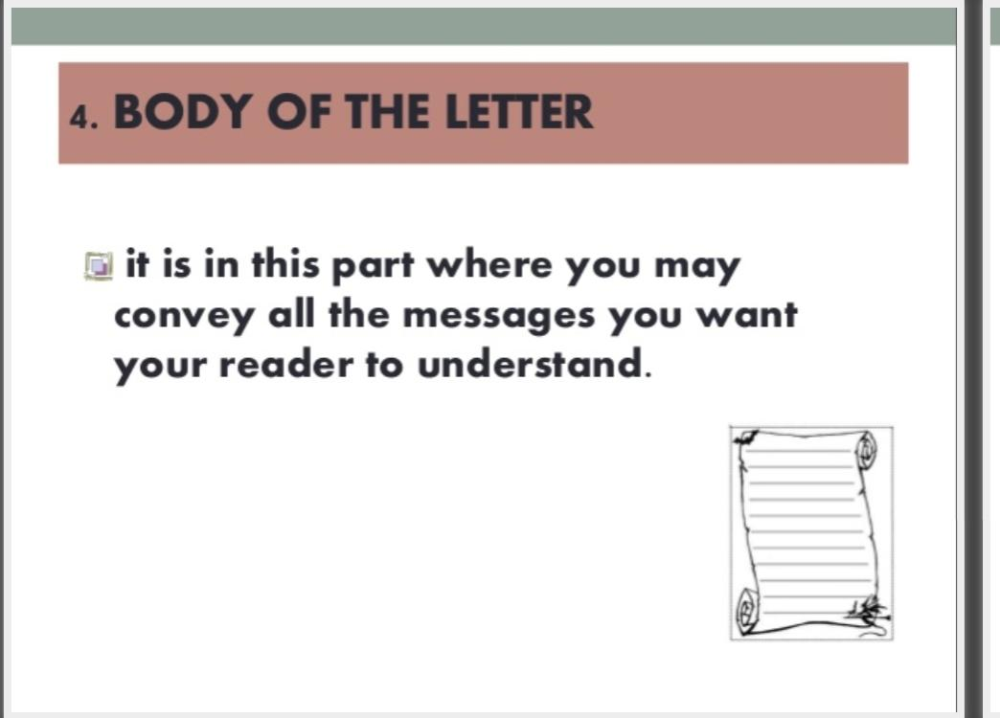 4. BODY OF THE LETTER
it is in this part where you may
convey all the messages you want
your reader to understand.